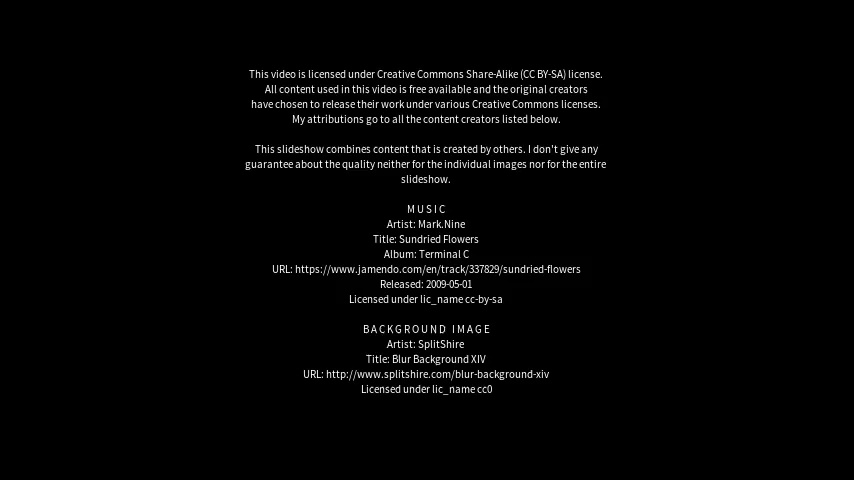 This video is licensed under Creative Commons Share-Alike (CC BY-SA) license.
All content used in this video is free available and the original creators
have chosen to release their work under various Creative Commons licenses.
My attributions go to all the content creators listed below.
This slideshow combines content that is created by others. I don't give any
guarantee about the quality neither for the individual images nor for the entire
slideshow.
MUSIC
Artist: Mark.Nine
Title: Sundried Flowers
Album: Terminal C
URL: https://www.jamendo.com/en/track/337829/sundried-flowers
Released: 2009-05-01
Licensed under lic_name cc-by-sa
BACKGROUND IMAGE
Artist: SplitShire
Title: Blur Background XIV
URL: http://www.splitshire.com/blur-background-xiv
Licensed under lic_name cc0